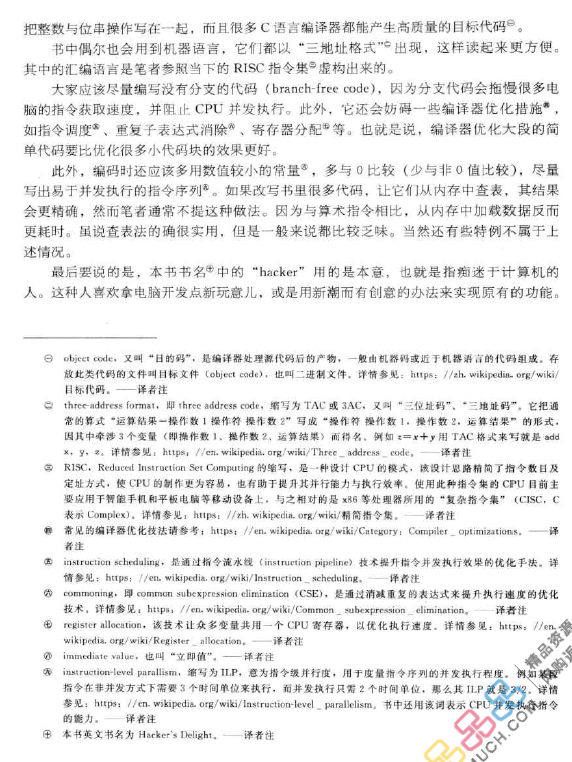 把整数与位串操作写在一起，而且很多 C 语言编译器都能产生高质量的目标代码㊀。
书中偶尔也会用到机器语言，它们都以“三地址格式”㊁出现，这样读起来更方便。
其中的汇编语言是笔者参照当下的 RISC 指令集㊂虚构出来的。
大家应该尽量编写没有分支的代码（branch-free code），因为分支代码会拖慢很多电
脑的指令获取速度，并阻止 CPU 并发执行。此外，它还会妨碍一些编译器优化措施㊃，
如指令调度㊄、重复子表达式消除㊅、寄存器分配㊆等。也就是说，编译器优化大段的简
单代码要比优化很多小代码块的效果更好。
此外，编码时还应该多用数值较小的常量㊇，多与 0 比较（少与非 0 值比较），尽量
写出易于并发执行的指令序列㊈。如果改写书里很多代码，让它们从内存中查表，其结果
会更精确，然而笔者通常不提这种做法。因为与算术指令相比，从内存中加载数据反而
更耗时。虽说查表法的确很实用，但是一般来说都比较乏味。当然还有些特例不属于上
述情况。
最后要说的是，本书书名㊉中的“hacker”用的是本意，也就是指痴迷于计算机的
人。这种人喜欢拿电脑开发点新玩意儿，或是用新潮而有创意的办法来实现原有的功能。
㊀ object code，又叫“目的码”，是编译器处理源代码后的产物，一般由机器码或近于机器语言的代码组成。存
放此类代码的文件叫目标文件（object code），也叫二进制文件。详情参见：https：//zh.wikipedia.org/wiki/
目标代码。——译者注
㊁ three-address format，即 three address code，缩写为 TAC 或 3AC，又叫“三位址码”、“三地址码”。它把通
常的式“运算结果＝操作数 1 操作符 操作数 2”写成“操作符 操作数 1，操作数 2，运算结果”的形式，
因其中牵涉 3 个变量（即操作数 1、操作数 2、运算结果）而得名。例如 z＝x＋y 用 TAC 格式来写就是 add
x，y，z。详情参见：https：//en.wikipedia.org/wiki/Three_address_code。——译者注
㊂ RISC，Reduced Instruction Set Computing 的缩写，是一种设计 CPU 的模式，该设计思路精简了指令数目及
定址方式，使 CPU 的制作更为容易，也有助于提升其并行能力与执行效率。使用此种指令集的 CPU 目前主
要应用于智能手机和平板电脑等移动设备上，与之相对的是 x86 等处理器所用的“复杂指令集”（CISC，C
表示 Complex）。详情参见：https：//zh.wikipedia.org/wiki/精简指令集。——译者注
㊃ 常见的编译器优化技法请参考：https：//en.wikipedia.org/wiki/Category：Compiler_optimizations。——译
者注
㊄ instruction scheduling，是通过指令流水线（instruction pipeline）技术提升指令并发执行效果的优化手法。详
情参见：https：//en.wikipedia.org/wiki/Instruction_scheduling。——译者注
㊅ commoning，即 common subexpression elimination（CSE），是通过消减重复的表达式来提升执行速度的优化
技术。详情参见：https：//en.wikipedia.org/wiki/Common_subexpression_elimination。——译者注
㊆ register allocation，该技术让众多变量共用一个 CPU 寄存器，以优化执行速度。详情参见：https：//en.
wikipedia.org/wiki/Register_allocation。——译者注
㊇ immediate value，也叫“立即值”。——译者注
㊈ instruction-level parallism，缩写为 ILP，意为指令级并行度，用于度量指令序列的并发执行程度。例如某段
指令在非并发方式下需要 3 个时间单位来执行，而并发执行只需 2 个时间单位，那么其 ILP 就是 3/2。详情
参见：https：//en.wikipedia.org/wiki/Instruction-level_parallelism。书中还用该词表示 CPU 并发执行指令
的能力。——译者注
㊉ 本书英文书名为 Hacker's Delight。——译者注
精品资源